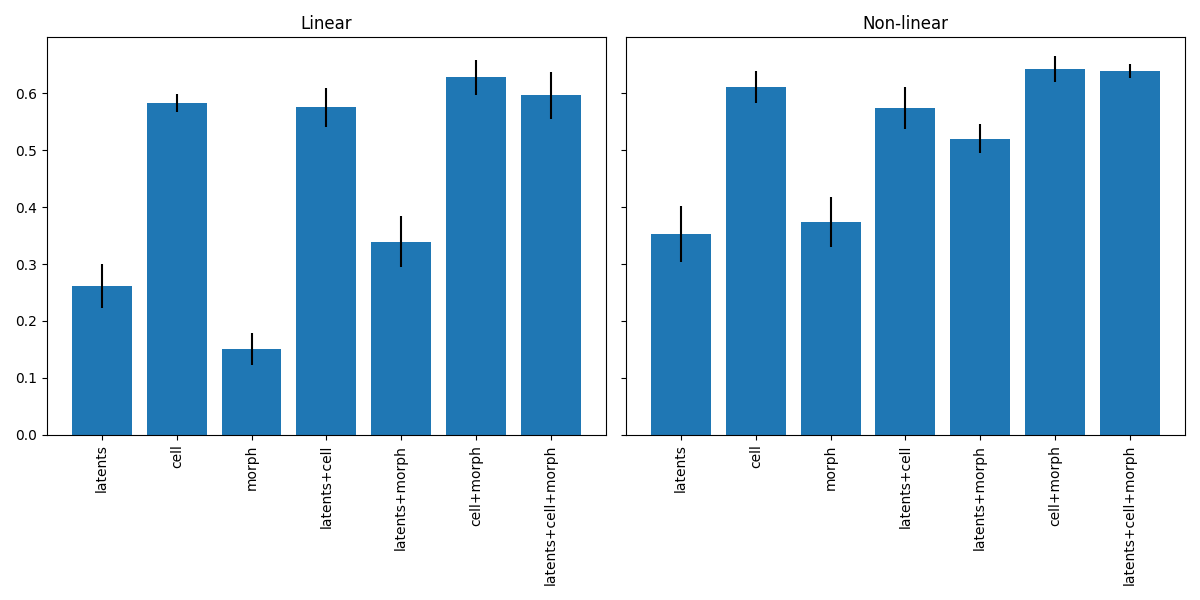 Linear
Non-linear
0.6
0.5
0.4
0.3
0.2
0.1
0.0
latents
cell
morph
latents+cell
latents+morph
cell+morph
latents+cell+morph
latents
cell
morph
latents+cell
latents+morph
cell+morph
latents+cell+morph